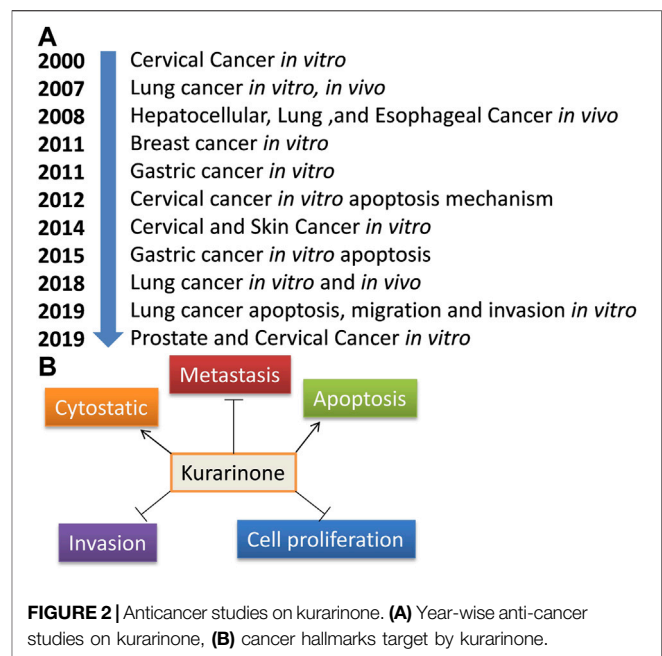 A
2000 Cervical Cancer in vitro
2007 Lung cancer in vitro, in vivo
2008 Hepatocellular, Lung ,and Esophageal Cancer in vivo
2011 Breast cancer in vitro
2011 Gastric cancer in vitro
2012 Cervical cancer in vitro apoptosis mechanism
2014 Cervical and Skin Cancer in vitro
2015 Gastric cancer in vitro apoptosis
2018 Lung cancer in vitro and in vivo
2019 Lung cancer apoptosis, migration and invasion in vitro
2019 Prostate and Cervical Cancer in vitro
B
Metastasis
Cytostatic
Apoptosis
Kurarinone
Invasion
Cell proliferation
FIGURE 2 | Anticancer studies on kurarinone. (A) Year-wise anti-cancer
studies on kurarinone, (B) cancer hallmarks target by kurarinone.